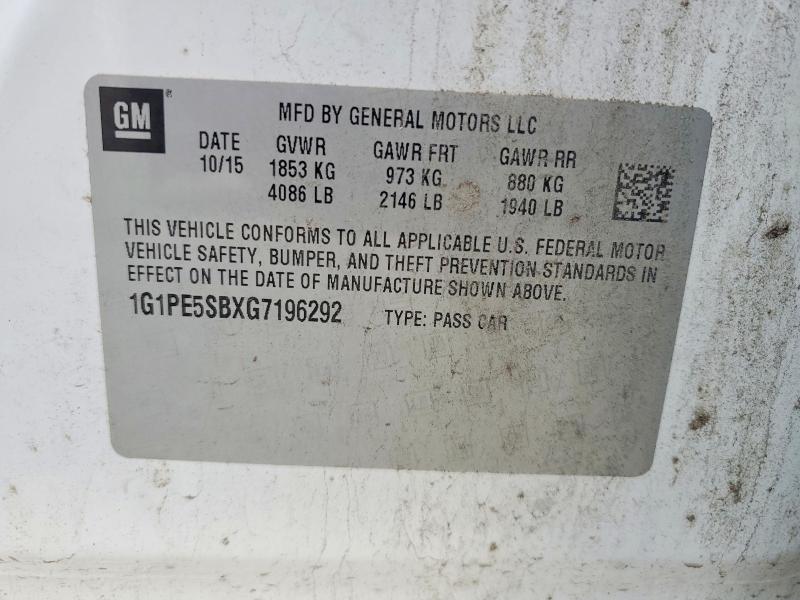 GM ®
MFD BY GENERAL MOTORS LLC
DATE GVWR GAWR FRT GAWR RR
10/15 1853 KG 973 KG 880 KG
4086 LB 2146 LB 1940 LB
THIS VEHICLE CONFORMS TO ALL APPLICABLE U.S. FEDERAL MOTOR
VEHICLE SAFETY, BUMPER, AND THEFT PREVENTION STANDARDS IN
EFFECT ON THE DATE OF MANUFACTURE SHOWN ABOVE.
1G1PE5SBXG7196292 TYPE: PASS CAR